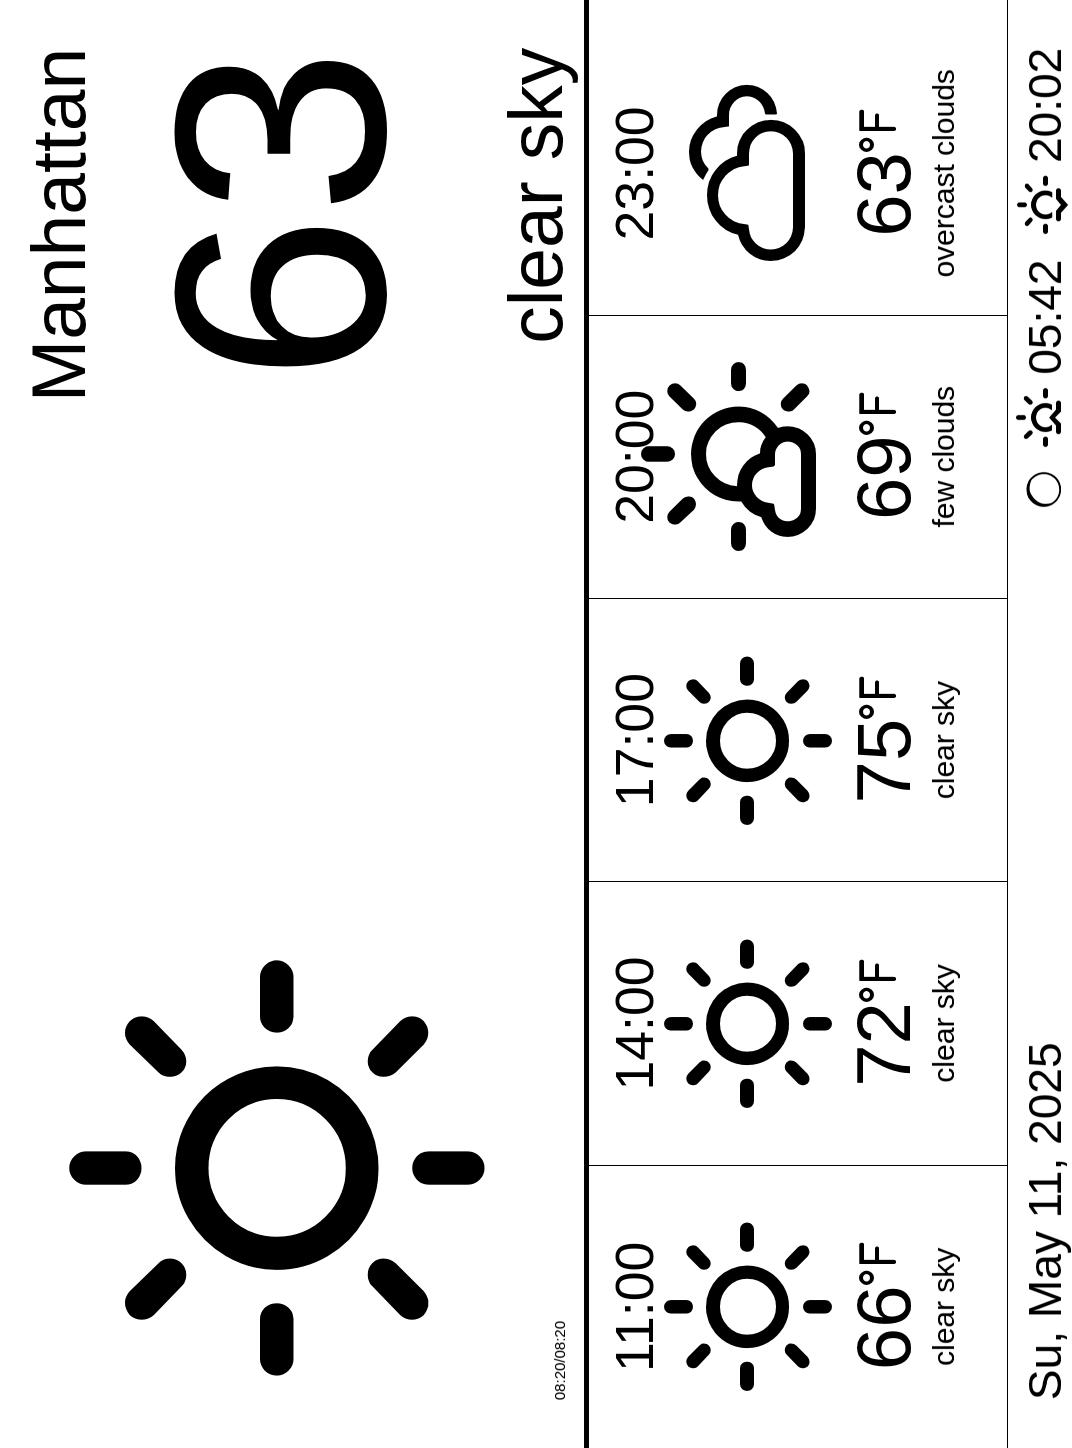 Manhattan
63
clear sky
08:20/08:20
11:00 14:00 17:00 20:00 23:00
66°F 72°F 75°F 69°F 63°F
clear sky clear sky clear sky few clouds overcast clouds
Su, May 11, 2025 05:42 20:02